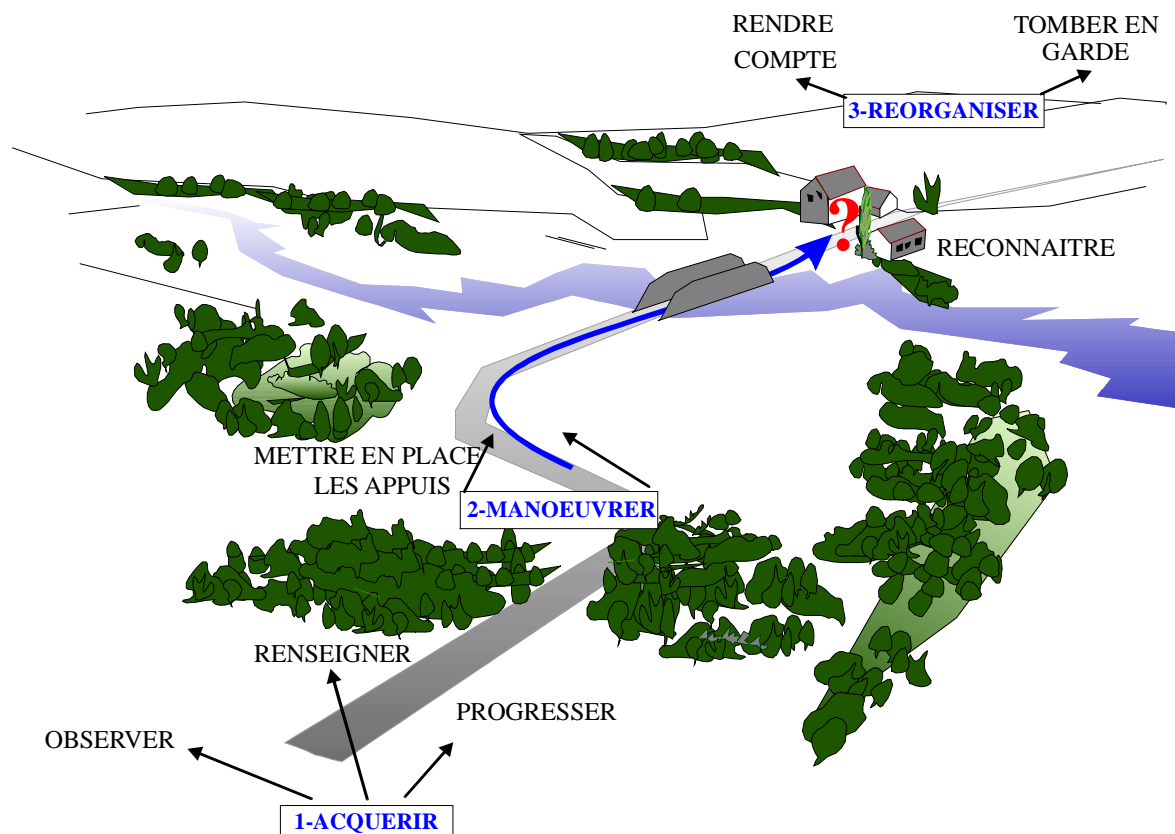 RENDRE
COMPTE
TOMBER EN
GARDE
3-REORGANISER
?
RECONNAITRE
METTRE EN PLACE
LES APPUIS
2-MANOEUVRER
RENSEIGNER
PROGRESSER
OBSERVER
1-ACQUERIR